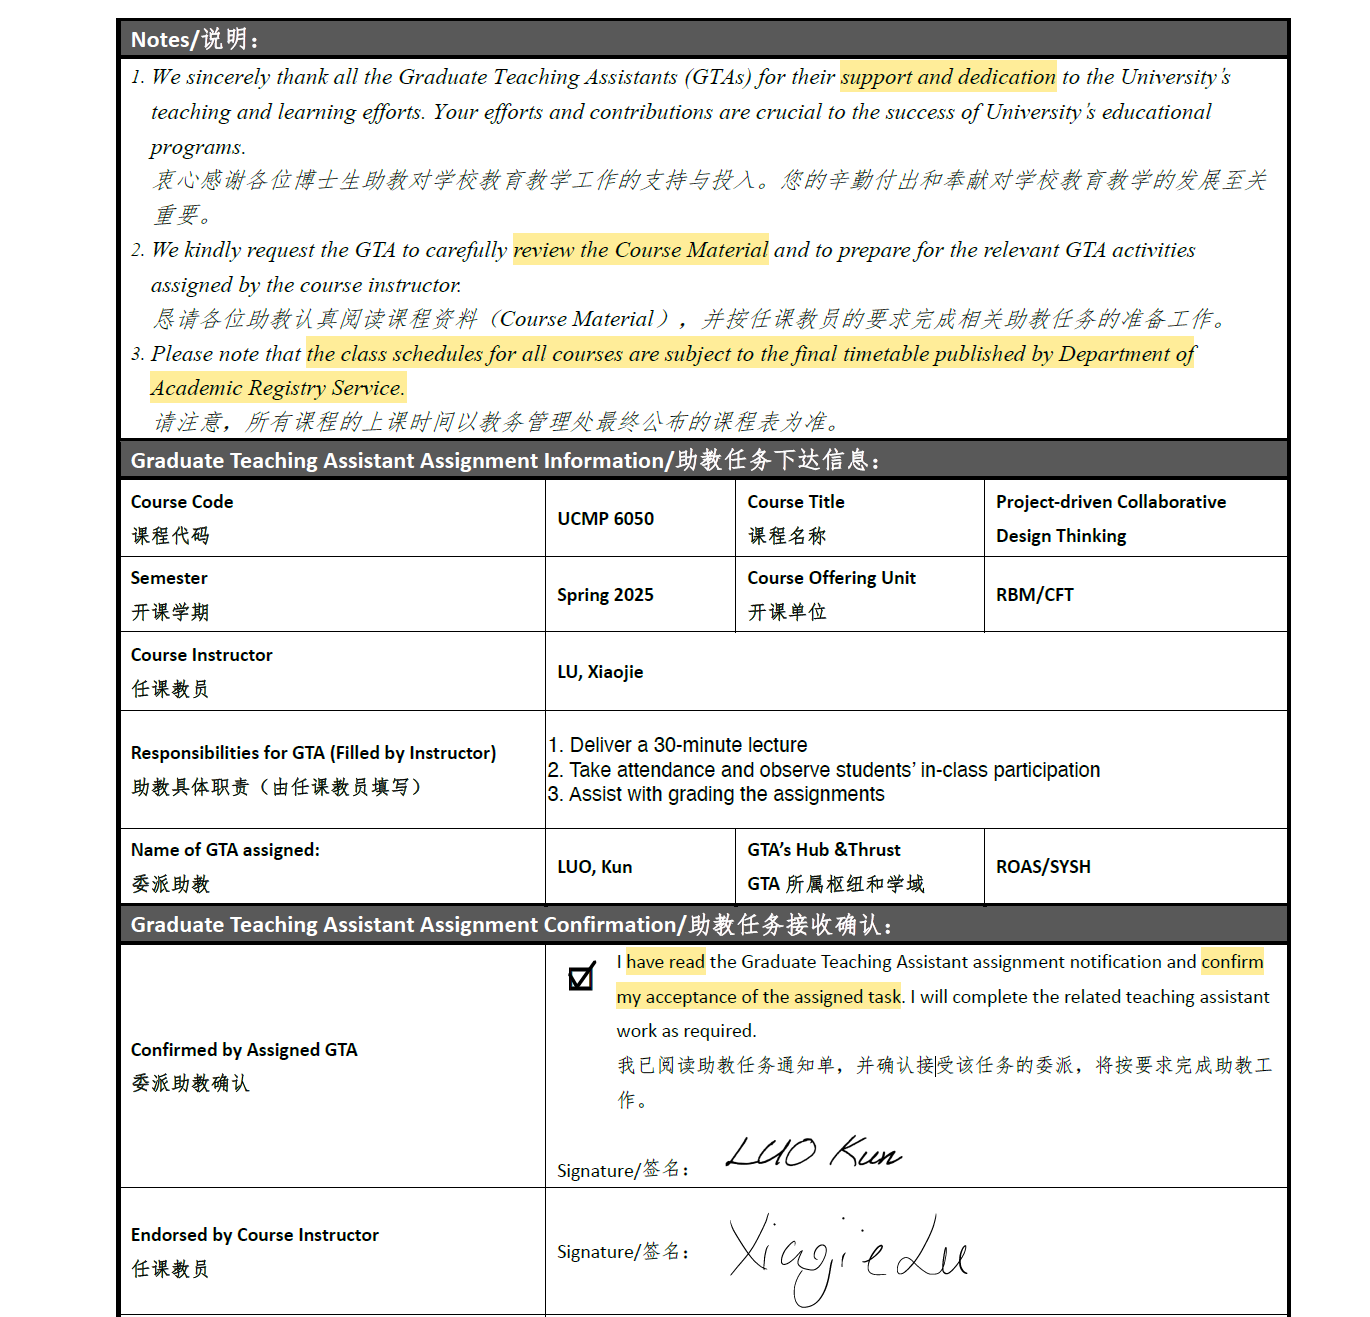 Notes/说明：
1. We sincerely thank all the Graduate Teaching Assistants (GTAs) for their support and dedication to the University's
teaching and learning efforts. Your efforts and contributions are crucial to the success of University's educational
programs.
衷心感谢各位博士生助教对学校教育教学工作的支持与投入。您的辛勤付出和奉献对学校教育教学的发展至关
重要。
2. We kindly request the GTA to carefully review the Course Material and to prepare for the relevant GTA activities
assigned by the course instructor.
恳请各位助教认真阅读课程资料（Course Material），并按任课教员的要求完成相关助教任务的准备工作。
3. Please note that the class schedules for all courses are subject to the final timetable published by Department of
Academic Registry Service.
请注意，所有课程的上课时间以教务管理处最终公布的课程表为准。
Graduate Teaching Assistant Assignment Information/助教任务下达信息：
Course Code
课程代码
UCMP 6050
Course Title
课程名称
Project-driven Collaborative
Design Thinking
Semester
开课学期
Spring 2025
Course Offering Unit
开课单位
RBM/CFT
Course Instructor
任课教员
LU, Xiaojie
Responsibilities for GTA (Filled by Instructor)
助教具体职责（由任课教员填写）
1. Deliver a 30-minute lecture
2. Take attendance and observe students’ in-class participation
3. Assist with grading the assignments
Name of GTA assigned:
委派助教
LUO, Kun
GTA’s Hub &Thrust
GTA 所属枢纽和学域
ROAS/SYSH
Graduate Teaching Assistant Assignment Confirmation/助教任务接收确认：
Confirmed by Assigned GTA
委派助教确认
I have read the Graduate Teaching Assistant assignment notification and confirm
my acceptance of the assigned task. I will complete the related teaching assistant
work as required.
我已阅读助教任务通知单，并确认接受该任务的委派，将按要求完成助教工
作。
Signature/签名： LUO Kun
Endorsed by Course Instructor
任课教员
Signature/签名： Xiaojie Lu